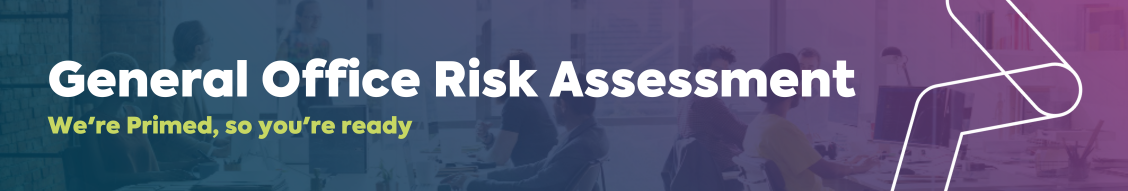 General Office Risk Assessment
We’re Primed, so you’re ready